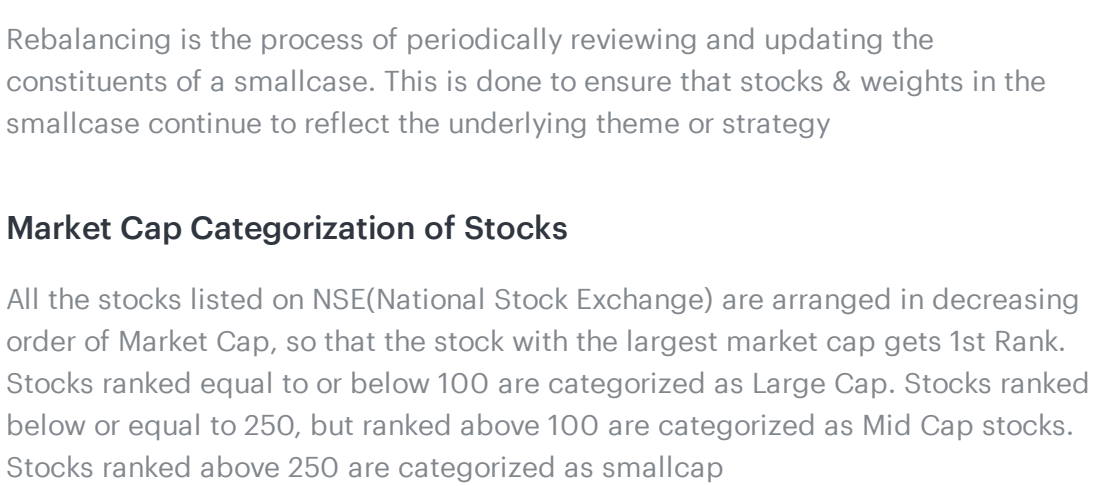 Rebalancing is the process of periodically reviewing and updating the
constituents of a smallcase. This is done to ensure that stocks & weights in the
smallcase continue to reflect the underlying theme or strategy
Market Cap Categorization of Stocks
All the stocks listed on NSE(National Stock Exchange) are arranged in decreasing
order of Market Cap, so that the stock with the largest market cap gets 1st Rank.
Stocks ranked equal to or below 100 are categorized as Large Cap. Stocks ranked
below or equal to 250, but ranked above 100 are categorized as Mid Cap stocks.
Stocks ranked above 250 are categorized as smallcap